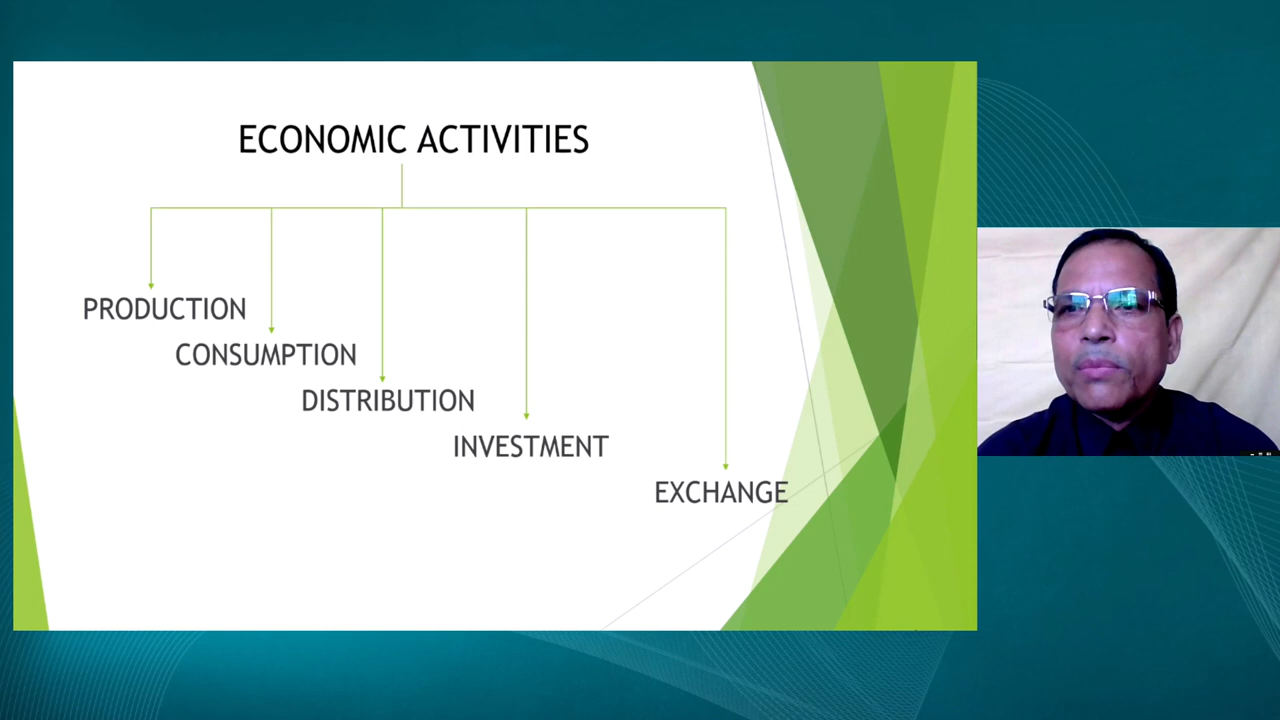 ECONOMIC ACTIVITIES
PRODUCTION
CONSUMPTION
DISTRIBUTION
INVESTMENT
EXCHANGE